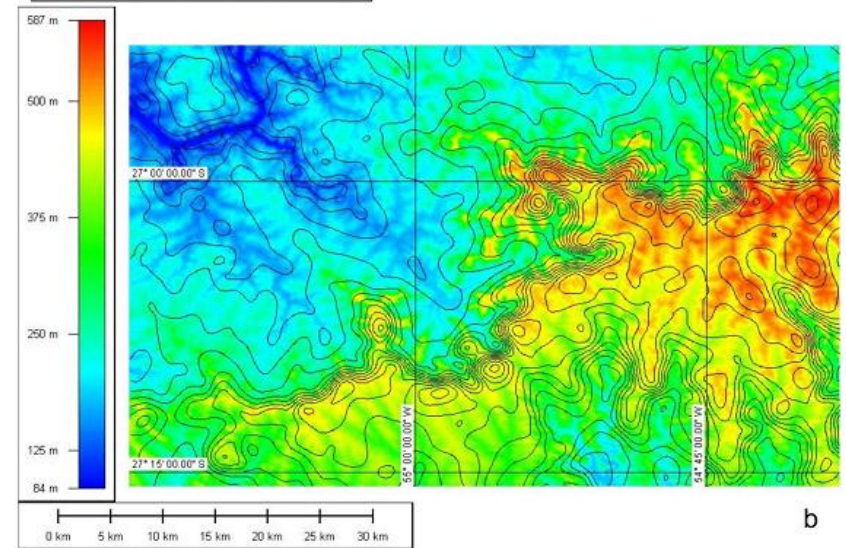 587 m
500 m
375 m
250 m
125 m
84 m
27° 00' 00.00" S
27° 15' 00.00" S
55° 00' 00.00" W
54° 45' 00.00" W
0 km 5 km 10 km 15 km 20 km 25 km 30 km
b